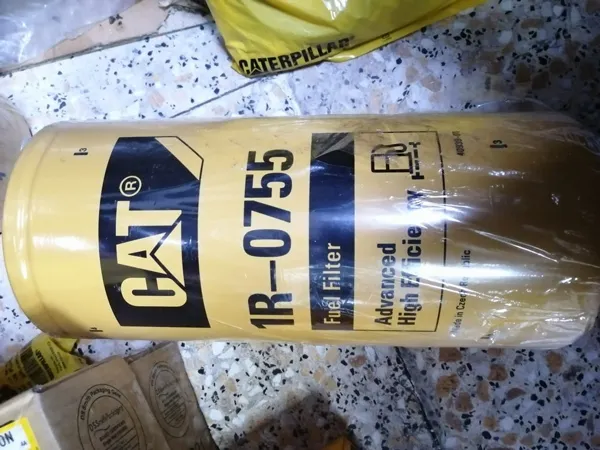 CATERPILLAR®
CAT®
1R–0755
Fuel Filter
Advanced
High Efficiency
Made in Czech Republic